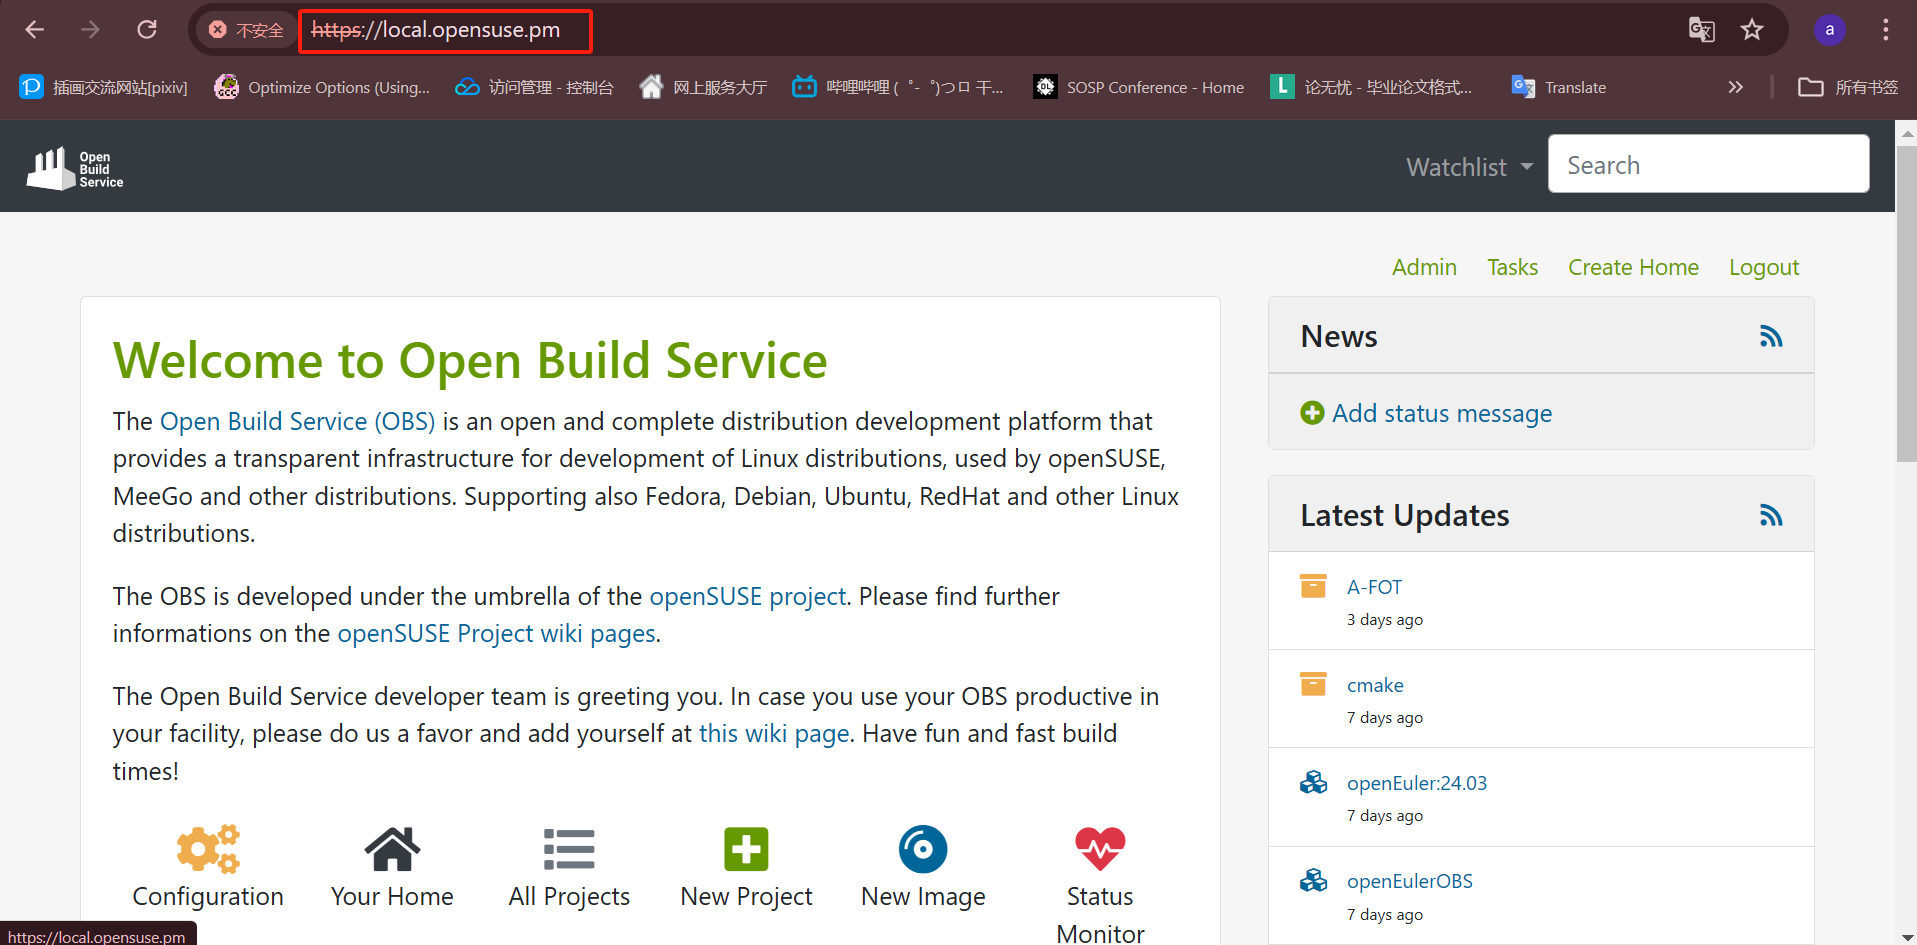 不安全
https://local.opensuse.pm
a
插画交流网站[pixiv]
Optimize Options (Using...
访问管理 - 控制台
网上服务大厅
哔哩哔哩 (゜-゜)つロ 干...
SOSP Conference - Home
L
论无忧 - 毕业论文格式...
Translate
所有书签
Open
Build
Service
Watchlist
Search
Admin
Tasks
Create Home
Logout
Welcome to Open Build Service
The Open Build Service (OBS) is an open and complete distribution development platform that
provides a transparent infrastructure for development of Linux distributions, used by openSUSE,
MeeGo and other distributions. Supporting also Fedora, Debian, Ubuntu, RedHat and other Linux
distributions.
The OBS is developed under the umbrella of the openSUSE project. Please find further
informations on the openSUSE Project wiki pages.
The Open Build Service developer team is greeting you. In case you use your OBS productive in
your facility, please do us a favor and add yourself at this wiki page. Have fun and fast build
times!
Configuration
Your Home
All Projects
New Project
New Image
Status
Monitor
News
Add status message
Latest Updates
A-FOT
3 days ago
cmake
7 days ago
openEuler:24.03
7 days ago
openEulerOBS
7 days ago
https://local.opensuse.pm